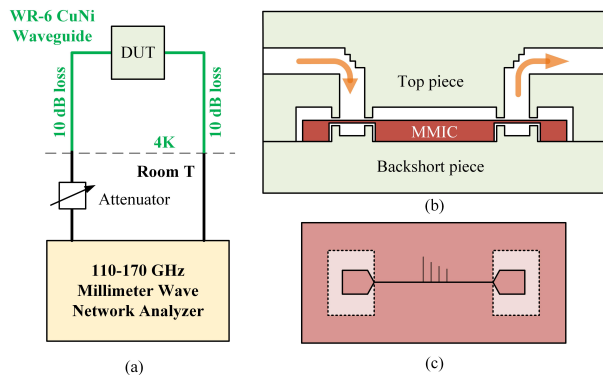 WR-6 CuNi
Waveguide
DUT
10 dB loss
10 dB loss
4K
Room T
Attenuator
110-170 GHz
Millimeter Wave
Network Analyzer
(a)
Top piece
MMIC
Backshort piece
(b)
(c)